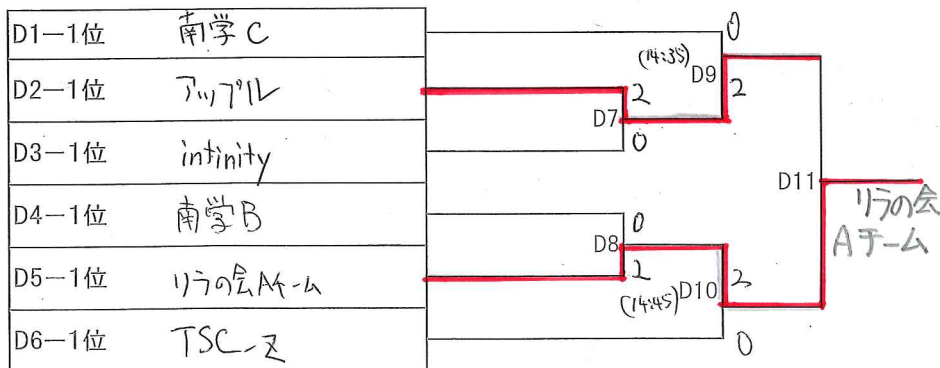 D1－1位 南学C
D2－1位 アップル
D3－1位 infinity
D4－1位 南学B
D5－1位 リラの会Aチーム
D6－1位 TSC-Z
0
(14:35) D9
2
2
D7
0
D11
リラの会
Aチーム
0
D8
2
2
(14:45) D10
0